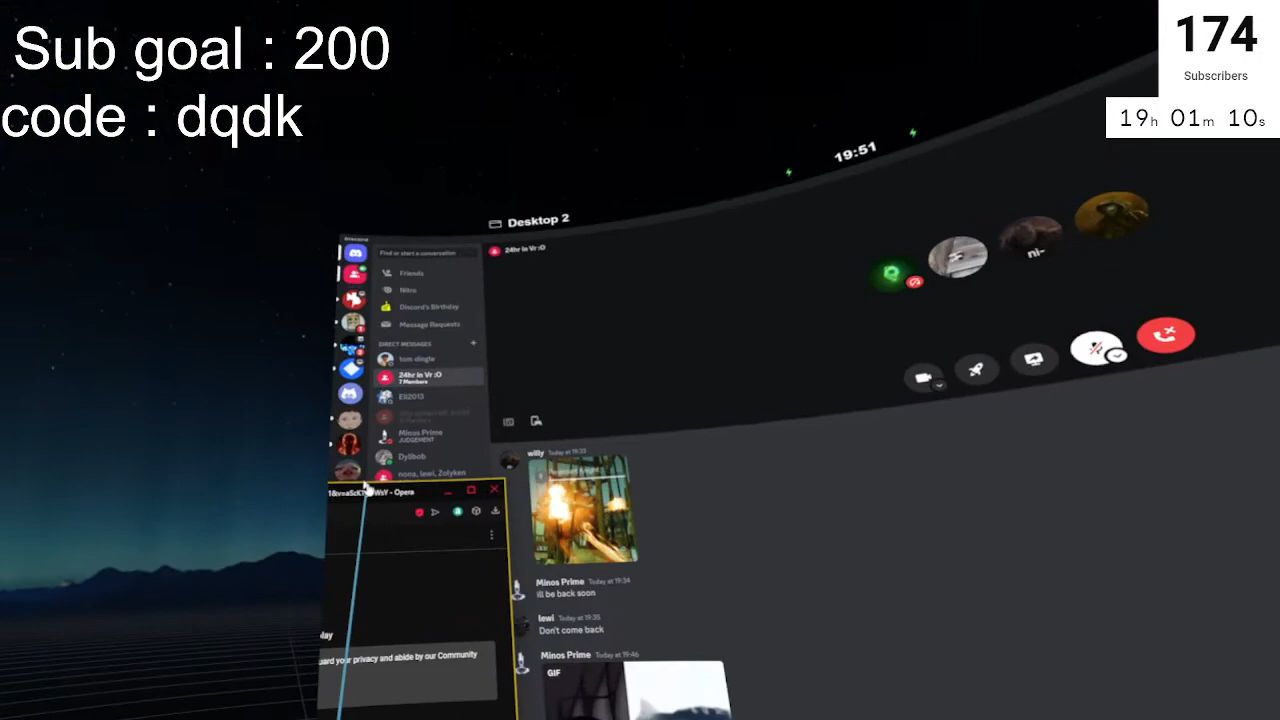 Sub goal : 200
code : dqdk
174
Subscribers
19h 01m 10s
19:51
Desktop 2
Discord
Find or start a conversation
24hr in Vr :O
Friends
Nitro
Discord's Birthday
Message Requests
DIRECT MESSAGES
tom dingle
24hr in Vr :O
7 Members
Eli2013
Minos Prime
JUDGEMENT
Dylibob
nona, lewi, Zolyken
ni-
- Opera
willy Today at 19:33
Minos Prime Today at 19:34
ill be back soon
lewi Today at 19:35
Don't come back
Minos Prime Today at 19:46
GIF
lay
uard your privacy and abide by our Community